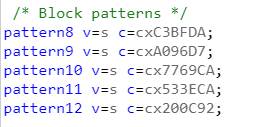 /* Block patterns */
pattern8 v=s c=cxC3BFDA;
pattern9 v=s c=cxA096D7;
pattern10 v=s c=cx7769CA;
pattern11 v=s c=cx533ECA;
pattern12 v=s c=cx200C92;